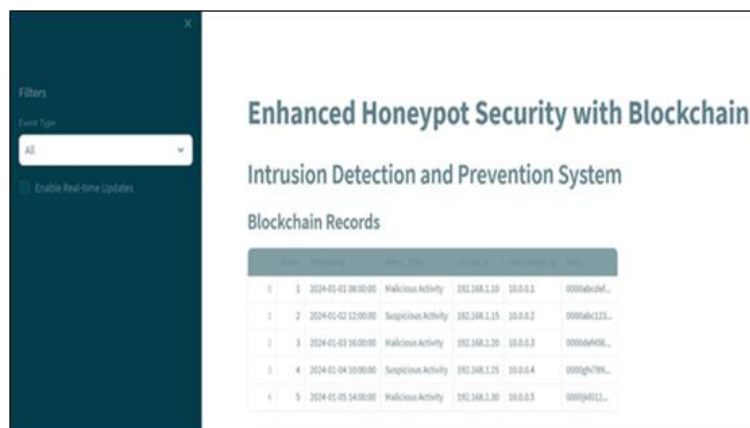 X
Filters
Event Type
All
Enable Real-time Updates
Enhanced Honeypot Security with Blockchain
Intrusion Detection and Prevention System
Blockchain Records
0 1 2024-01-01 08:00:00 Malicious Activity 192.168.1.10 10.0.0.1 0000abcdef...
1 2 2024-01-02 12:00:00 Suspicious Activity 192.168.1.15 10.0.0.2 0000abc123...
2 3 2024-01-03 16:00:00 Malicious Activity 192.168.1.20 10.0.0.3 0000def456...
3 4 2024-01-04 10:00:00 Suspicious Activity 192.168.1.25 10.0.0.4 0000ghi789...
4 5 2024-01-05 14:00:00 Malicious Activity 192.168.1.30 10.0.0.5 0000jkl012...